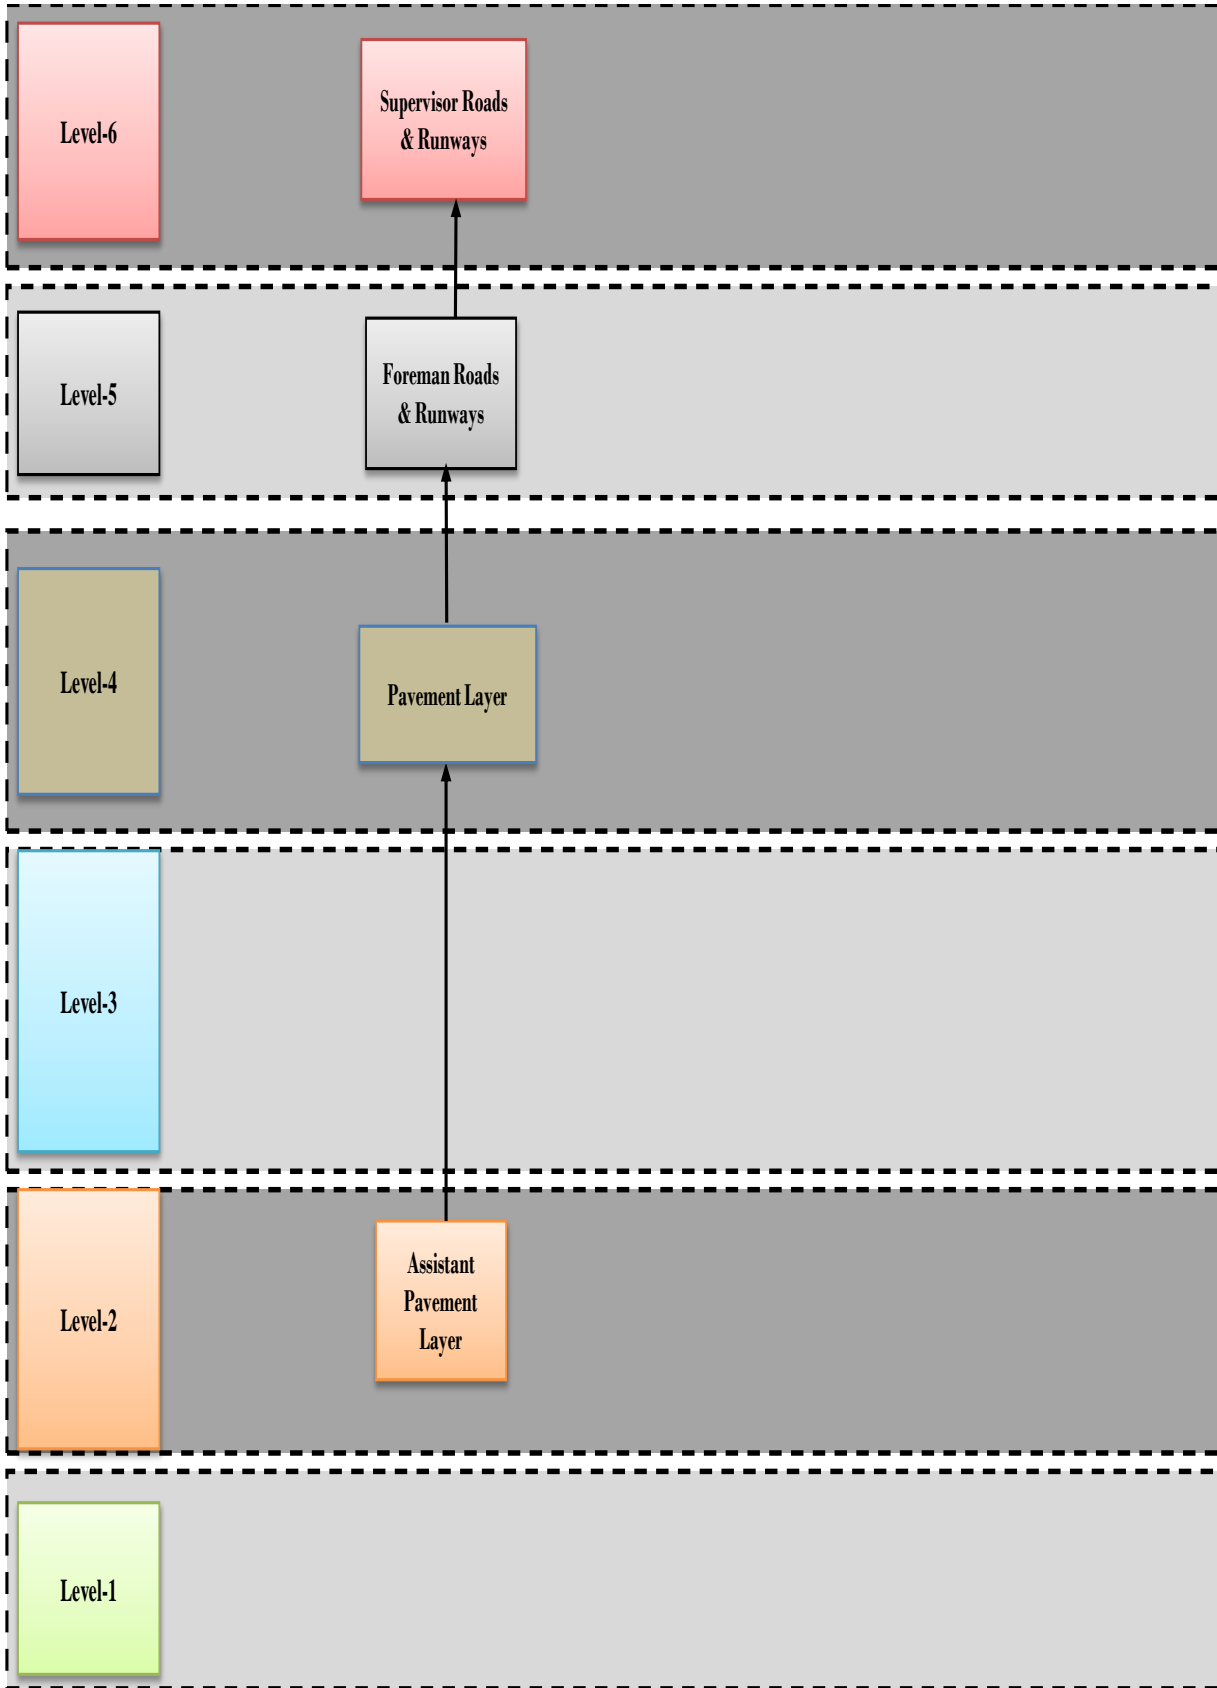 Level-6
Supervisor Roads
& Runways
Level-5
Foreman Roads
& Runways
Level-4
Pavement Layer
Level-3
Level-2
Assistant
Pavement
Layer
Level-1